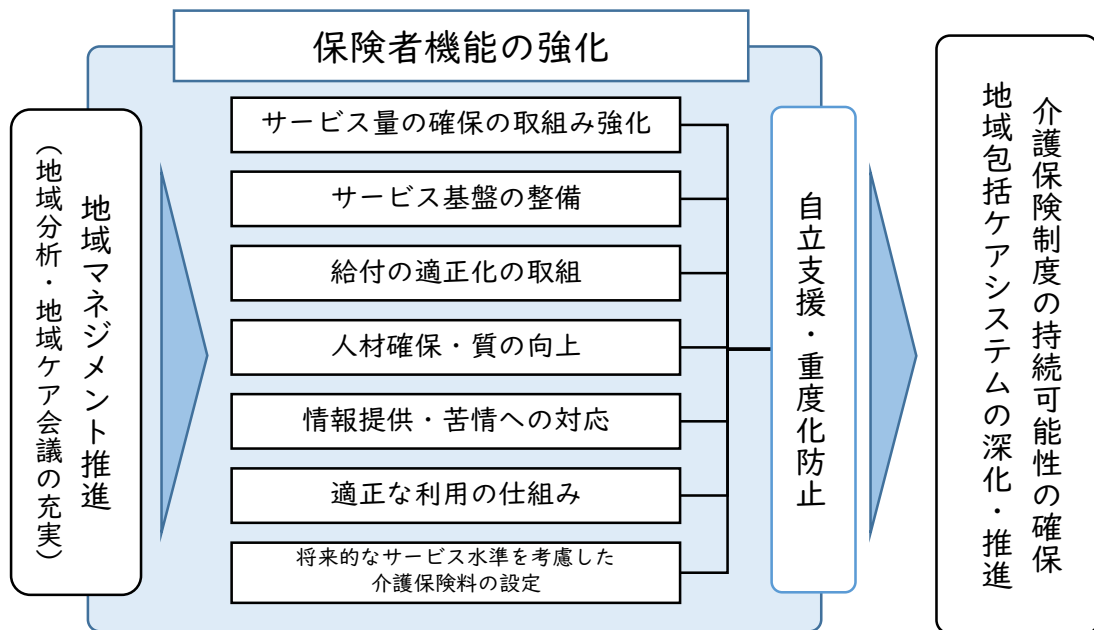 保険者機能の強化
地域マネジメント推進
（地域分析・地域ケア会議の充実）
サービス量の確保の取組み強化
サービス基盤の整備
給付の適正化の取組
人材確保・質の向上
情報提供・苦情への対応
適正な利用の仕組み
将来的なサービス水準を考慮した
介護保険料の設定
自立支援・重度化防止
介護保険制度の持続可能性の確保
地域包括ケアシステムの深化・推進